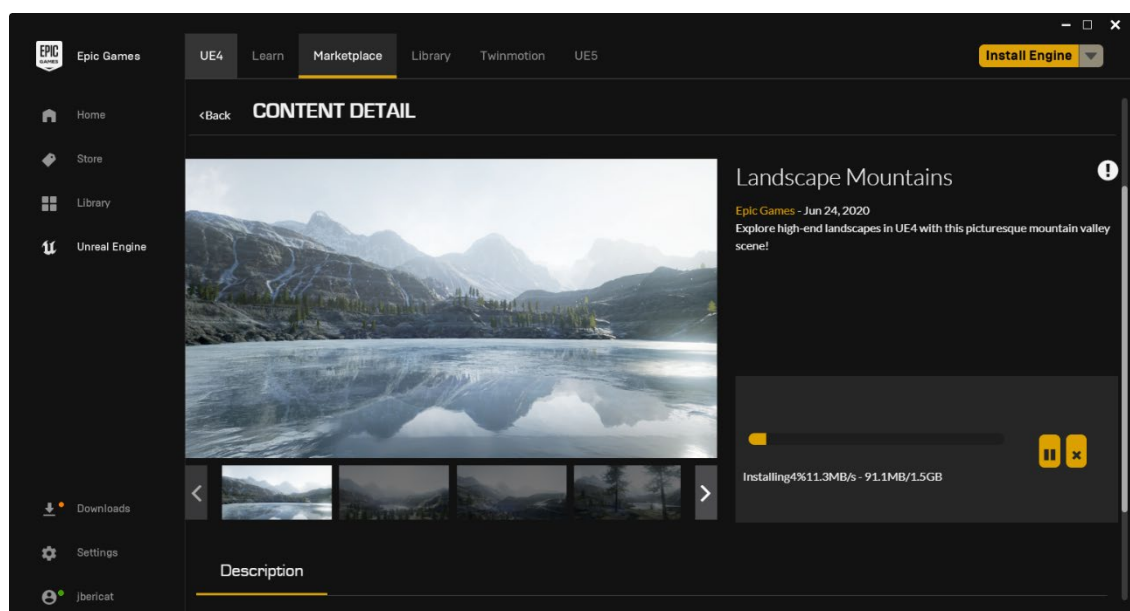 EPIC
GAMES
Epic Games
UE4
Learn
Marketplace
Library
Twinmotion
UE5
Install Engine
Home
Store
Library
Unreal Engine
Downloads
Settings
jbericat
<Back
CONTENT DETAIL
Landscape Mountains
Epic Games - Jun 24, 2020
Explore high-end landscapes in UE4 with this picturesque mountain valley
scene!
Installing4%11.3MB/s - 91.1MB/1.5GB
Description